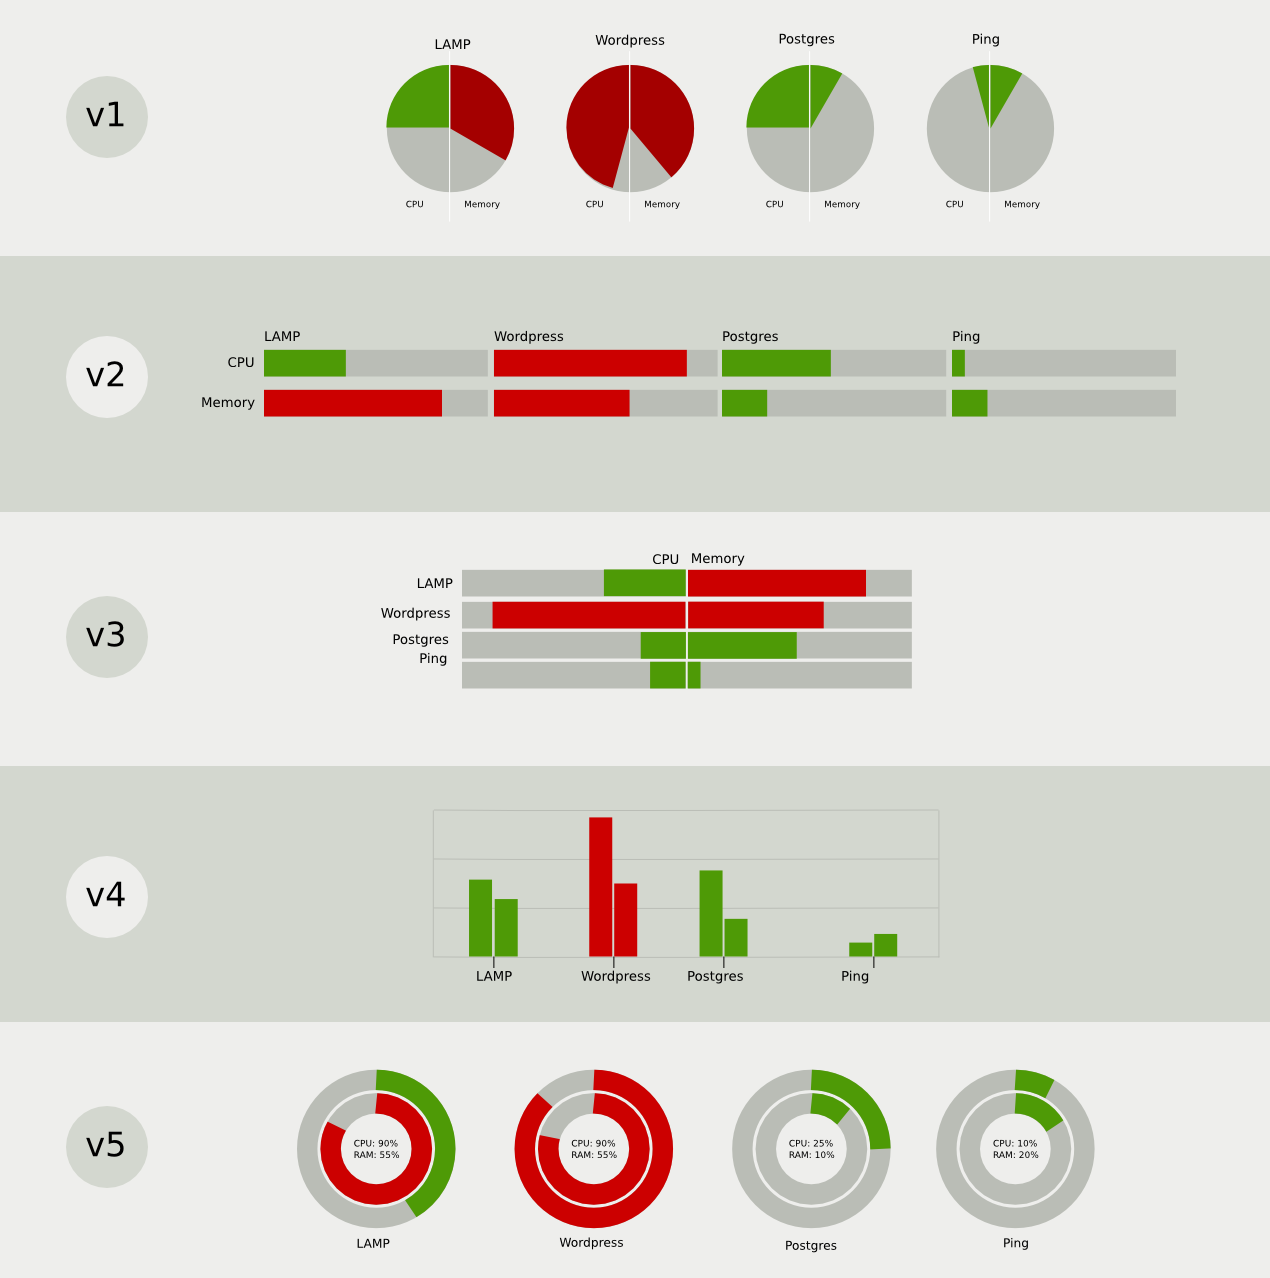 v1
LAMP
Wordpress
Postgres
Ping
CPU
Memory
CPU
Memory
CPU
Memory
CPU
Memory
v2
LAMP
Wordpress
Postgres
Ping
CPU
Memory
v3
CPU
Memory
LAMP
Wordpress
Postgres
Ping
v4
LAMP
Wordpress
Postgres
Ping
v5
CPU: 90%
RAM: 55%
LAMP
CPU: 90%
RAM: 55%
Wordpress
CPU: 25%
RAM: 10%
Postgres
CPU: 10%
RAM: 20%
Ping